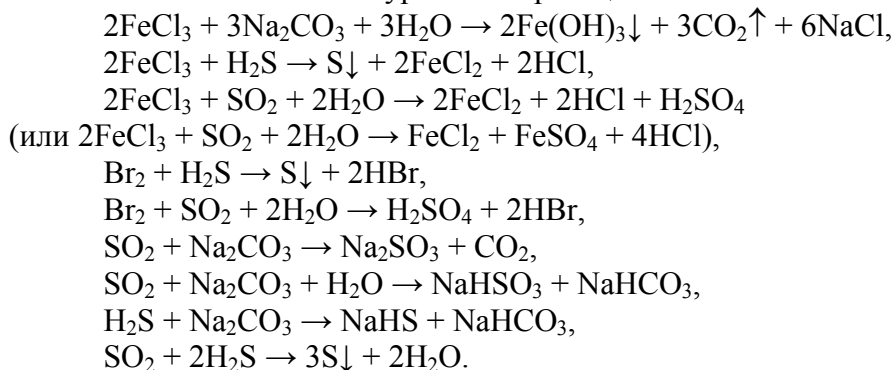 2FeCl₃ + 3Na₂CO₃ + 3H₂O → 2Fe(OH)₃↓ + 3CO₂↑ + 6NaCl,
2FeCl₃ + H₂S → S↓ + 2FeCl₂ + 2HCl,
2FeCl₃ + SO₂ + 2H₂O → 2FeCl₂ + 2HCl + H₂SO₄
(или 2FeCl₃ + SO₂ + 2H₂O → FeCl₂ + FeSO₄ + 4HCl),
Br₂ + H₂S → S↓ + 2HBr,
Br₂ + SO₂ + 2H₂O → H₂SO₄ + 2HBr,
SO₂ + Na₂CO₃ → Na₂SO₃ + CO₂,
SO₂ + Na₂CO₃ + H₂O → NaHSO₃ + NaHCO₃,
H₂S + Na₂CO₃ → NaHS + NaHCO₃,
SO₂ + 2H₂S → 3S↓ + 2H₂O.